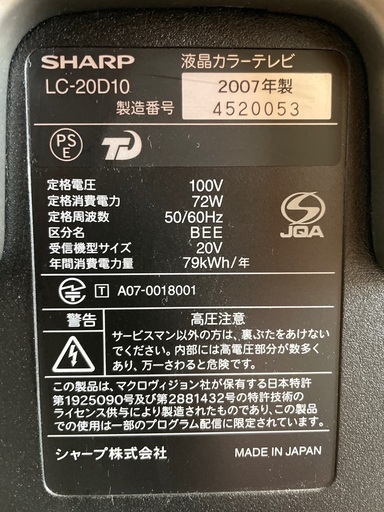 SHARP 液晶カラーテレビ
LC-20D10 2007年製
製造番号 4520053
PS
E
定格電圧 100V
定格消費電力 72W
定格周波数 50/60Hz
区分名 BEE
受信機型サイズ 20V
年間消費電力量 79kWh/年
JQA
T A07-0018001
警告 高圧注意
サービスマン以外の方は、裏ぶたをあけない
でください。内部には高電圧部分が数多く
あり、万一さわると危険です。
この製品は、マクロヴィジョン社が保有する日本特許
第1925090号及び第2881432号の特許技術の
ライセンス供与により製造されたものであり、この製品
での使用は一部のプログラム配信に限定されています。
シャープ株式会社 MADE IN JAPAN